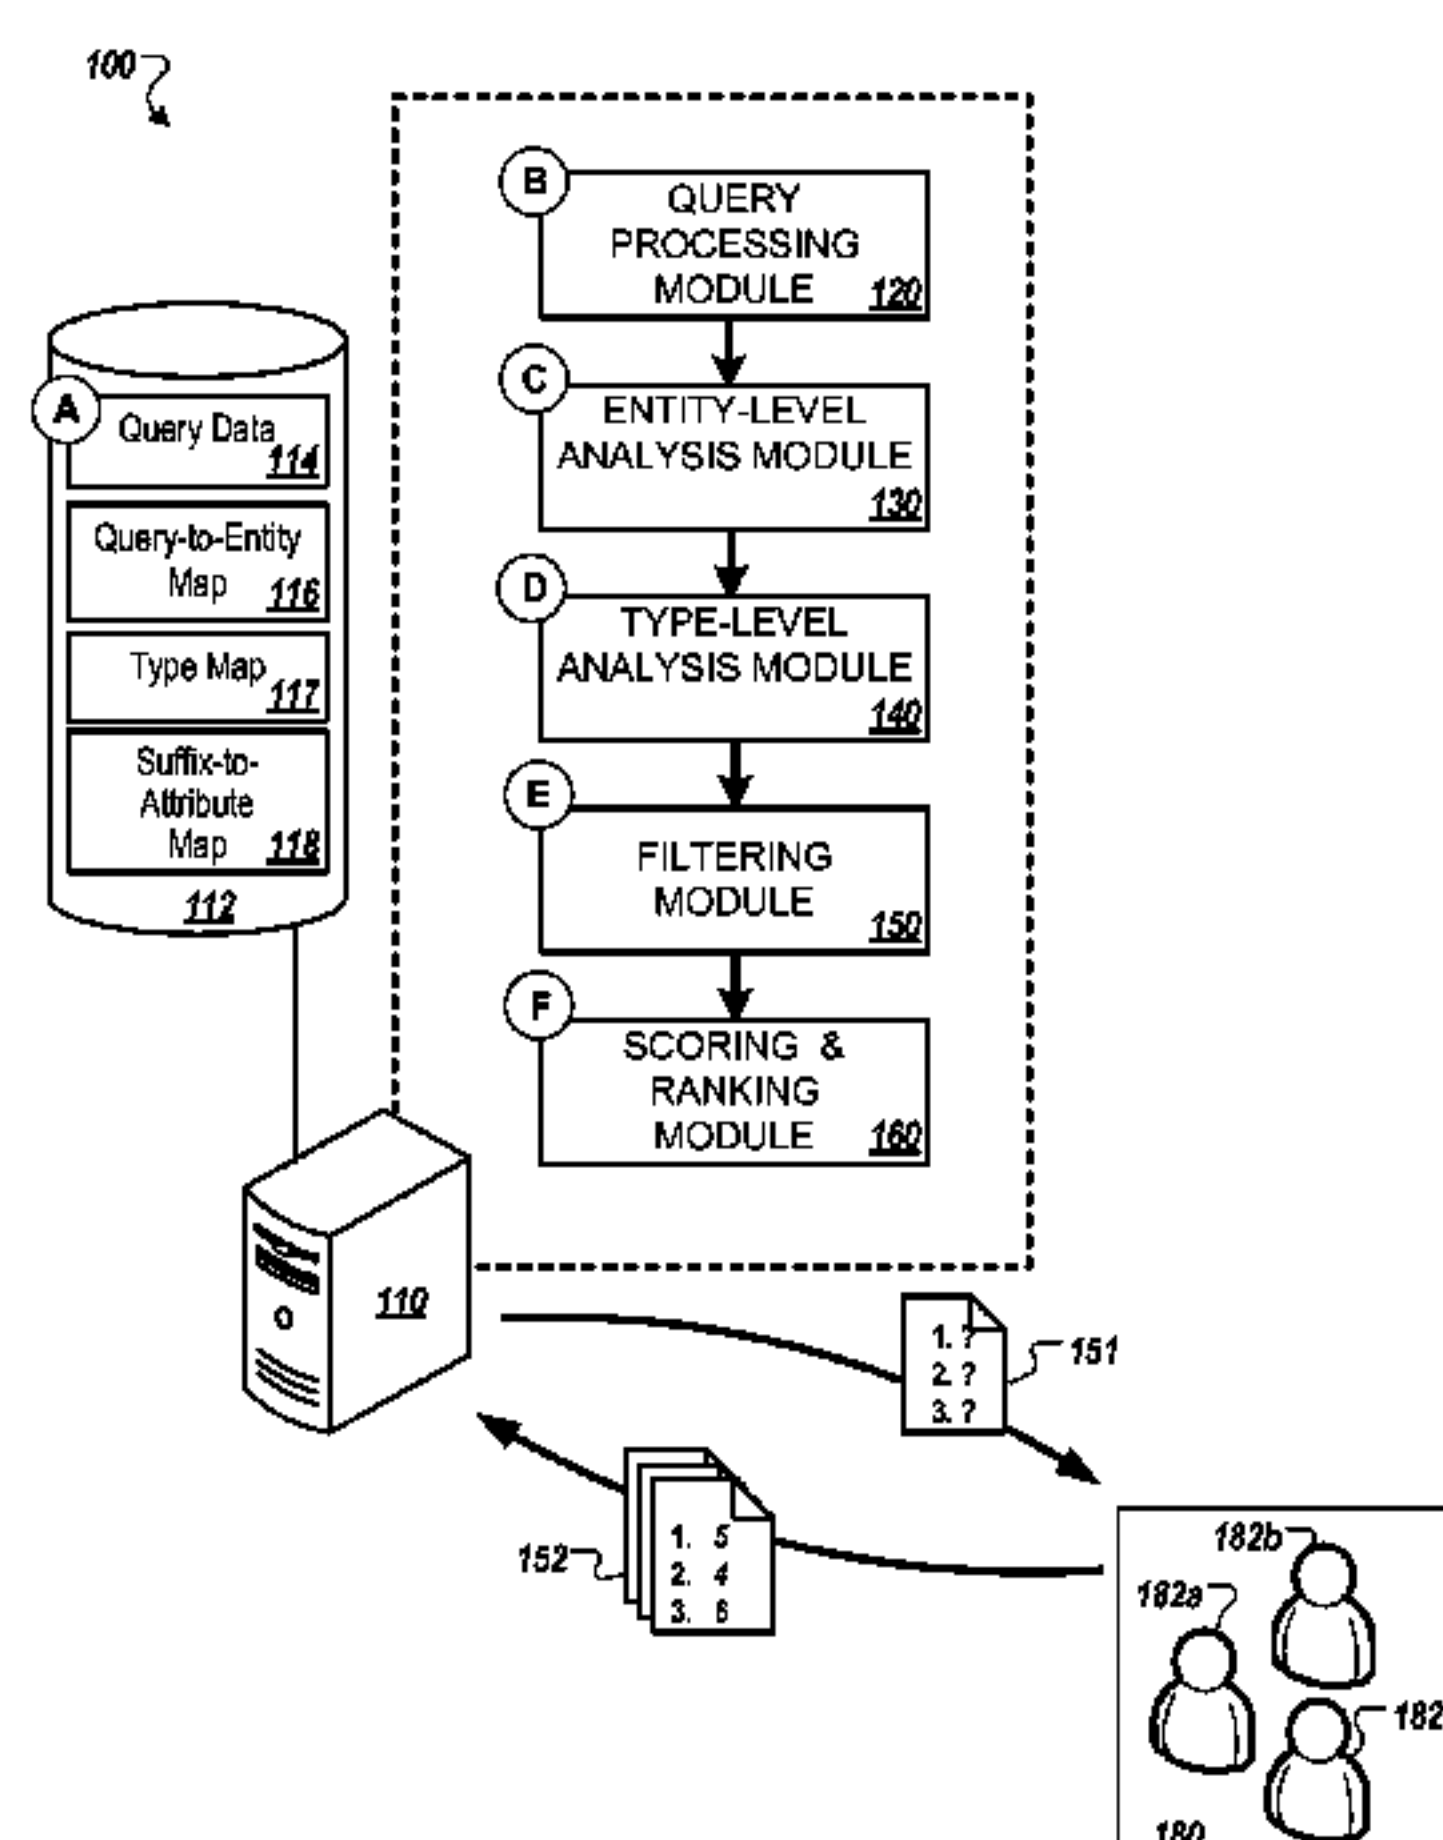 100
B
QUERY
PROCESSING
MODULE 120
C
ENTITY-LEVEL
ANALYSIS MODULE
130
A
Query Data
114
Query-to-Entity
Map 116
Type Map
117
Suffix-to-
Attribute
Map 118
112
D
TYPE-LEVEL
ANALYSIS MODULE
140
E
FILTERING
MODULE
150
F
SCORING &
RANKING
MODULE 160
110
1. ?
2. ?
3. ?
151
152
1. 5
2. 4
3. 6
182b
182a
182
180